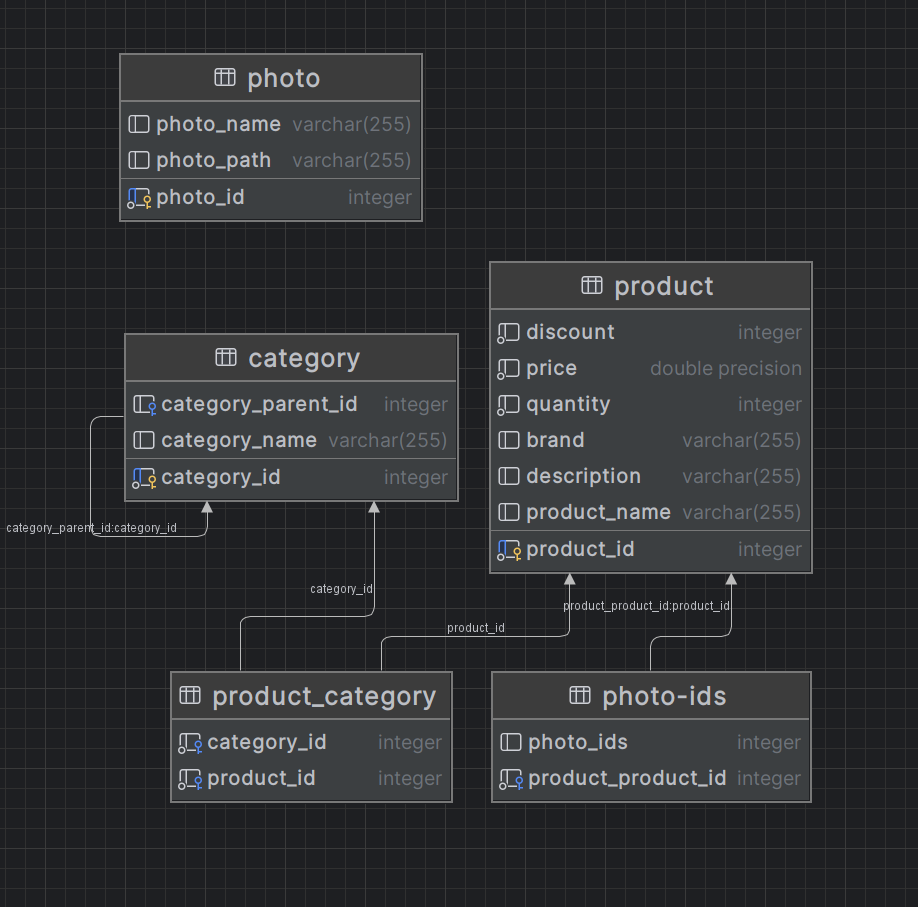 photo
photo_name varchar(255)
photo_path varchar(255)
photo_id integer
product
discount integer
price double precision
quantity integer
brand varchar(255)
description varchar(255)
product_name varchar(255)
product_id integer
category
category_parent_id integer
category_name varchar(255)
category_id integer
category_parent_id:category_id
category_id
product_id
product_product_id:product_id
product_category
category_id integer
product_id integer
photo-ids
photo_ids integer
product_product_id integer